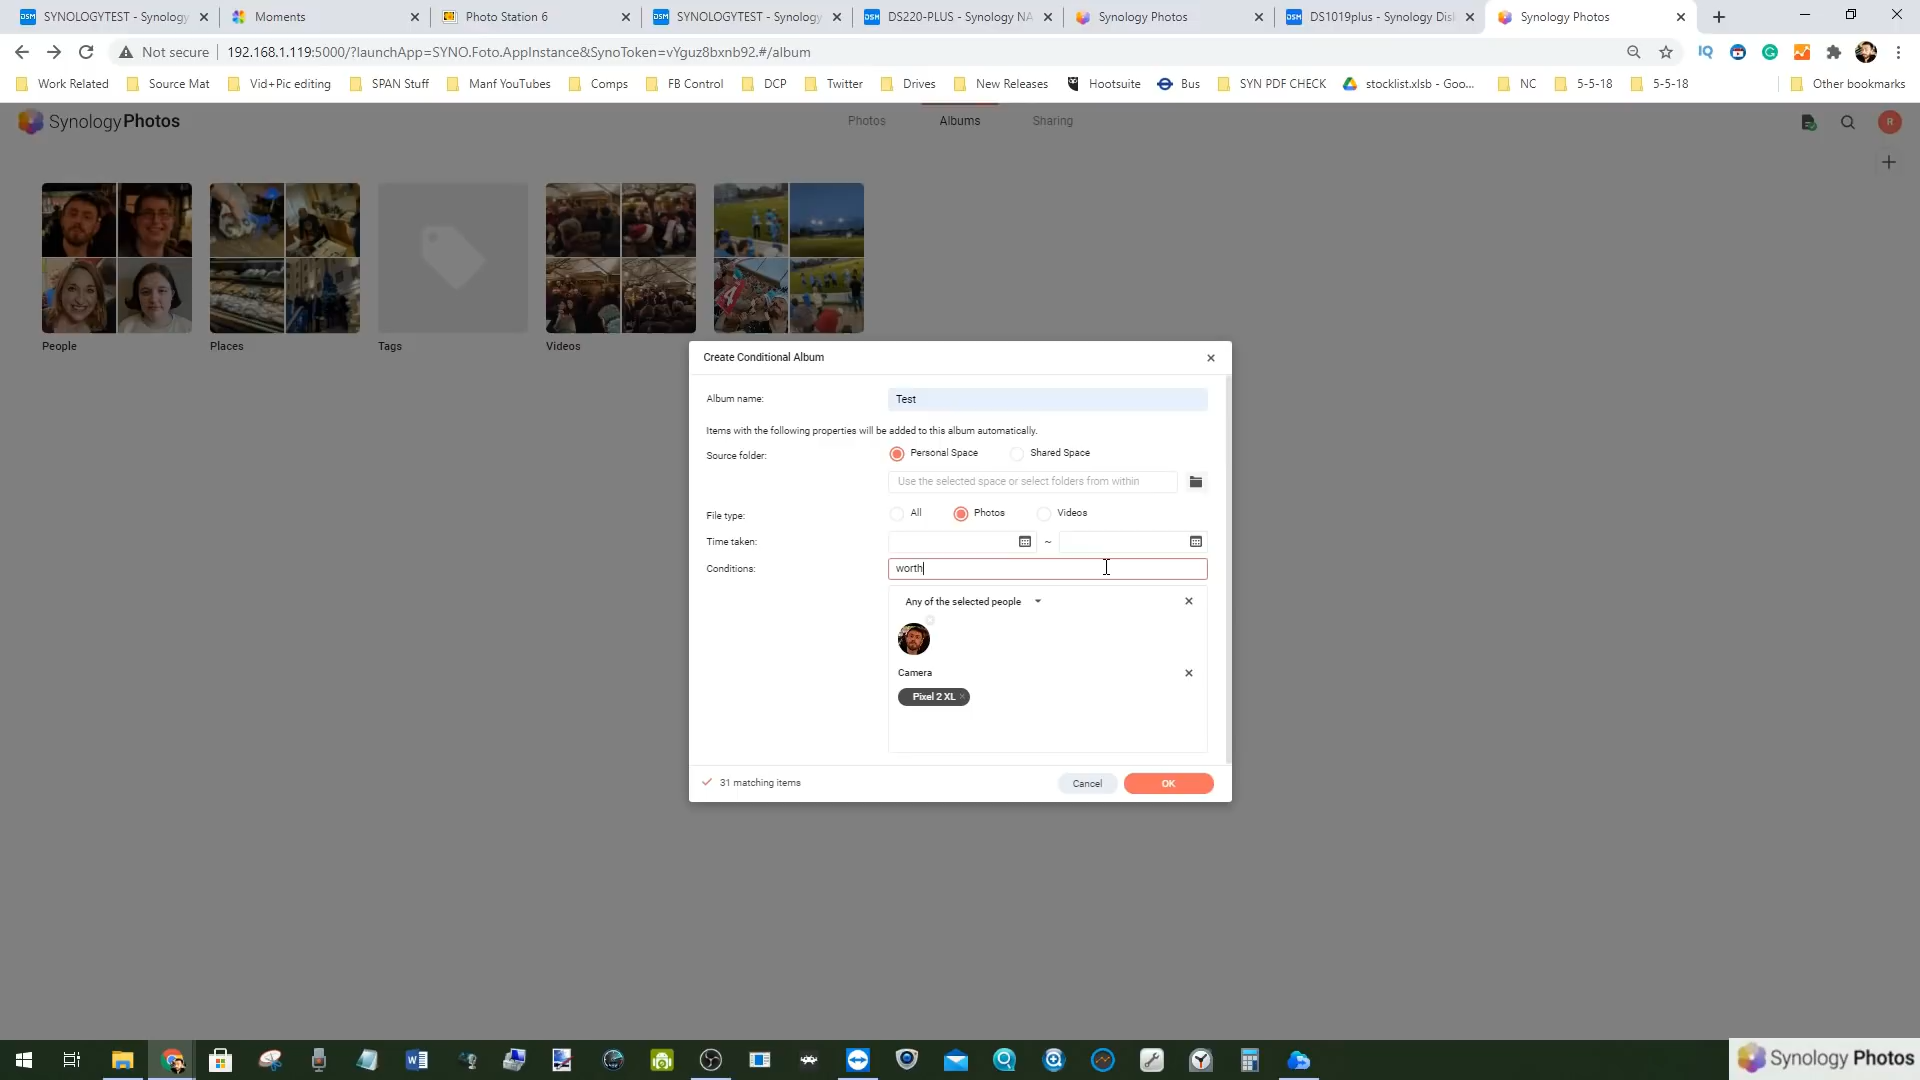 SYNOLOGYTEST - Synology
Moments
Photo Station 6
SYNOLOGYTEST - Synology
DS220-PLUS - Synology NA
Synology Photos
DS1019plus - Synology Dis
Synology Photos
Not secure
192.168.1.119:5000/?launchApp=SYNO.Foto.AppInstance&SynoToken=vYguz8bxnb92.#/album
Work Related
Source Mat
Vid+Pic editing
SPAN Stuff
Manf YouTubes
Comps
FB Control
DCP
Twitter
Drives
New Releases
Hootsuite
Bus
SYN PDF CHECK
stocklist.xlsb - Goo...
NC
5-5-18
5-5-18
Other bookmarks
Synology Photos
Photos
Albums
Sharing
R
People
Places
Tags
Videos
Create Conditional Album
Album name:
Test
Items with the following properties will be added to this album automatically.
Source folder:
Personal Space
Shared Space
Use the selected space or select folders from within
File type:
All
Photos
Videos
Time taken:
~
Conditions:
worth
Any of the selected people
Camera
Pixel 2 XL
31 matching items
Cancel
OK
Synology Photos